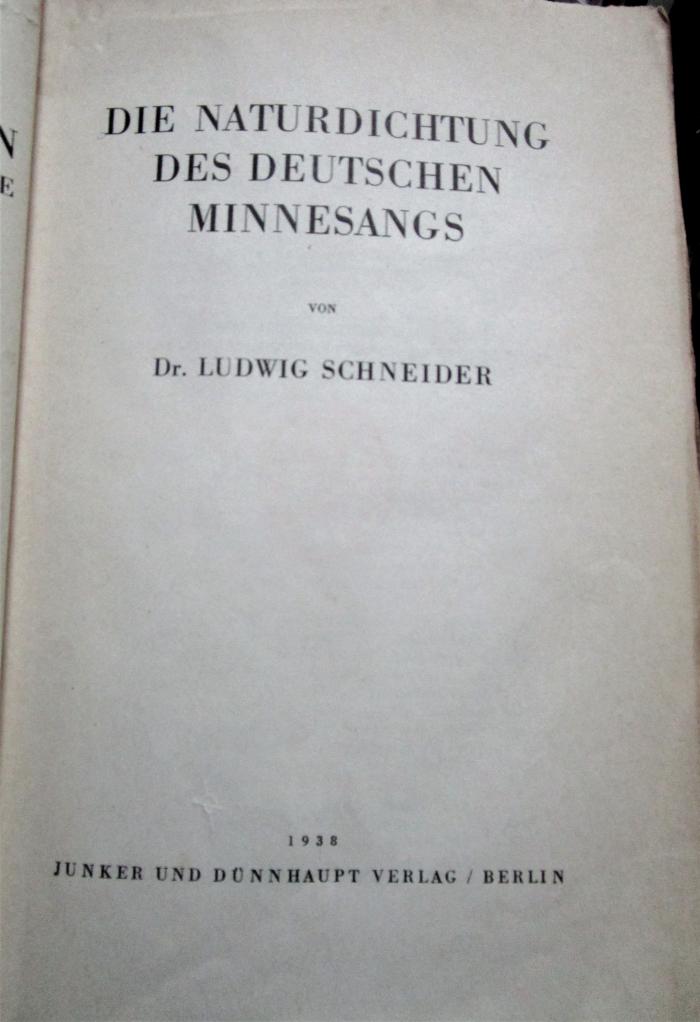 DIE NATURDICHTUNG
DES DEUTSCHEN
MINNESANGS
VON
Dr. LUDWIG SCHNEIDER
1938
JUNKER UND DÜNNHAUPT VERLAG / BERLIN
N
E